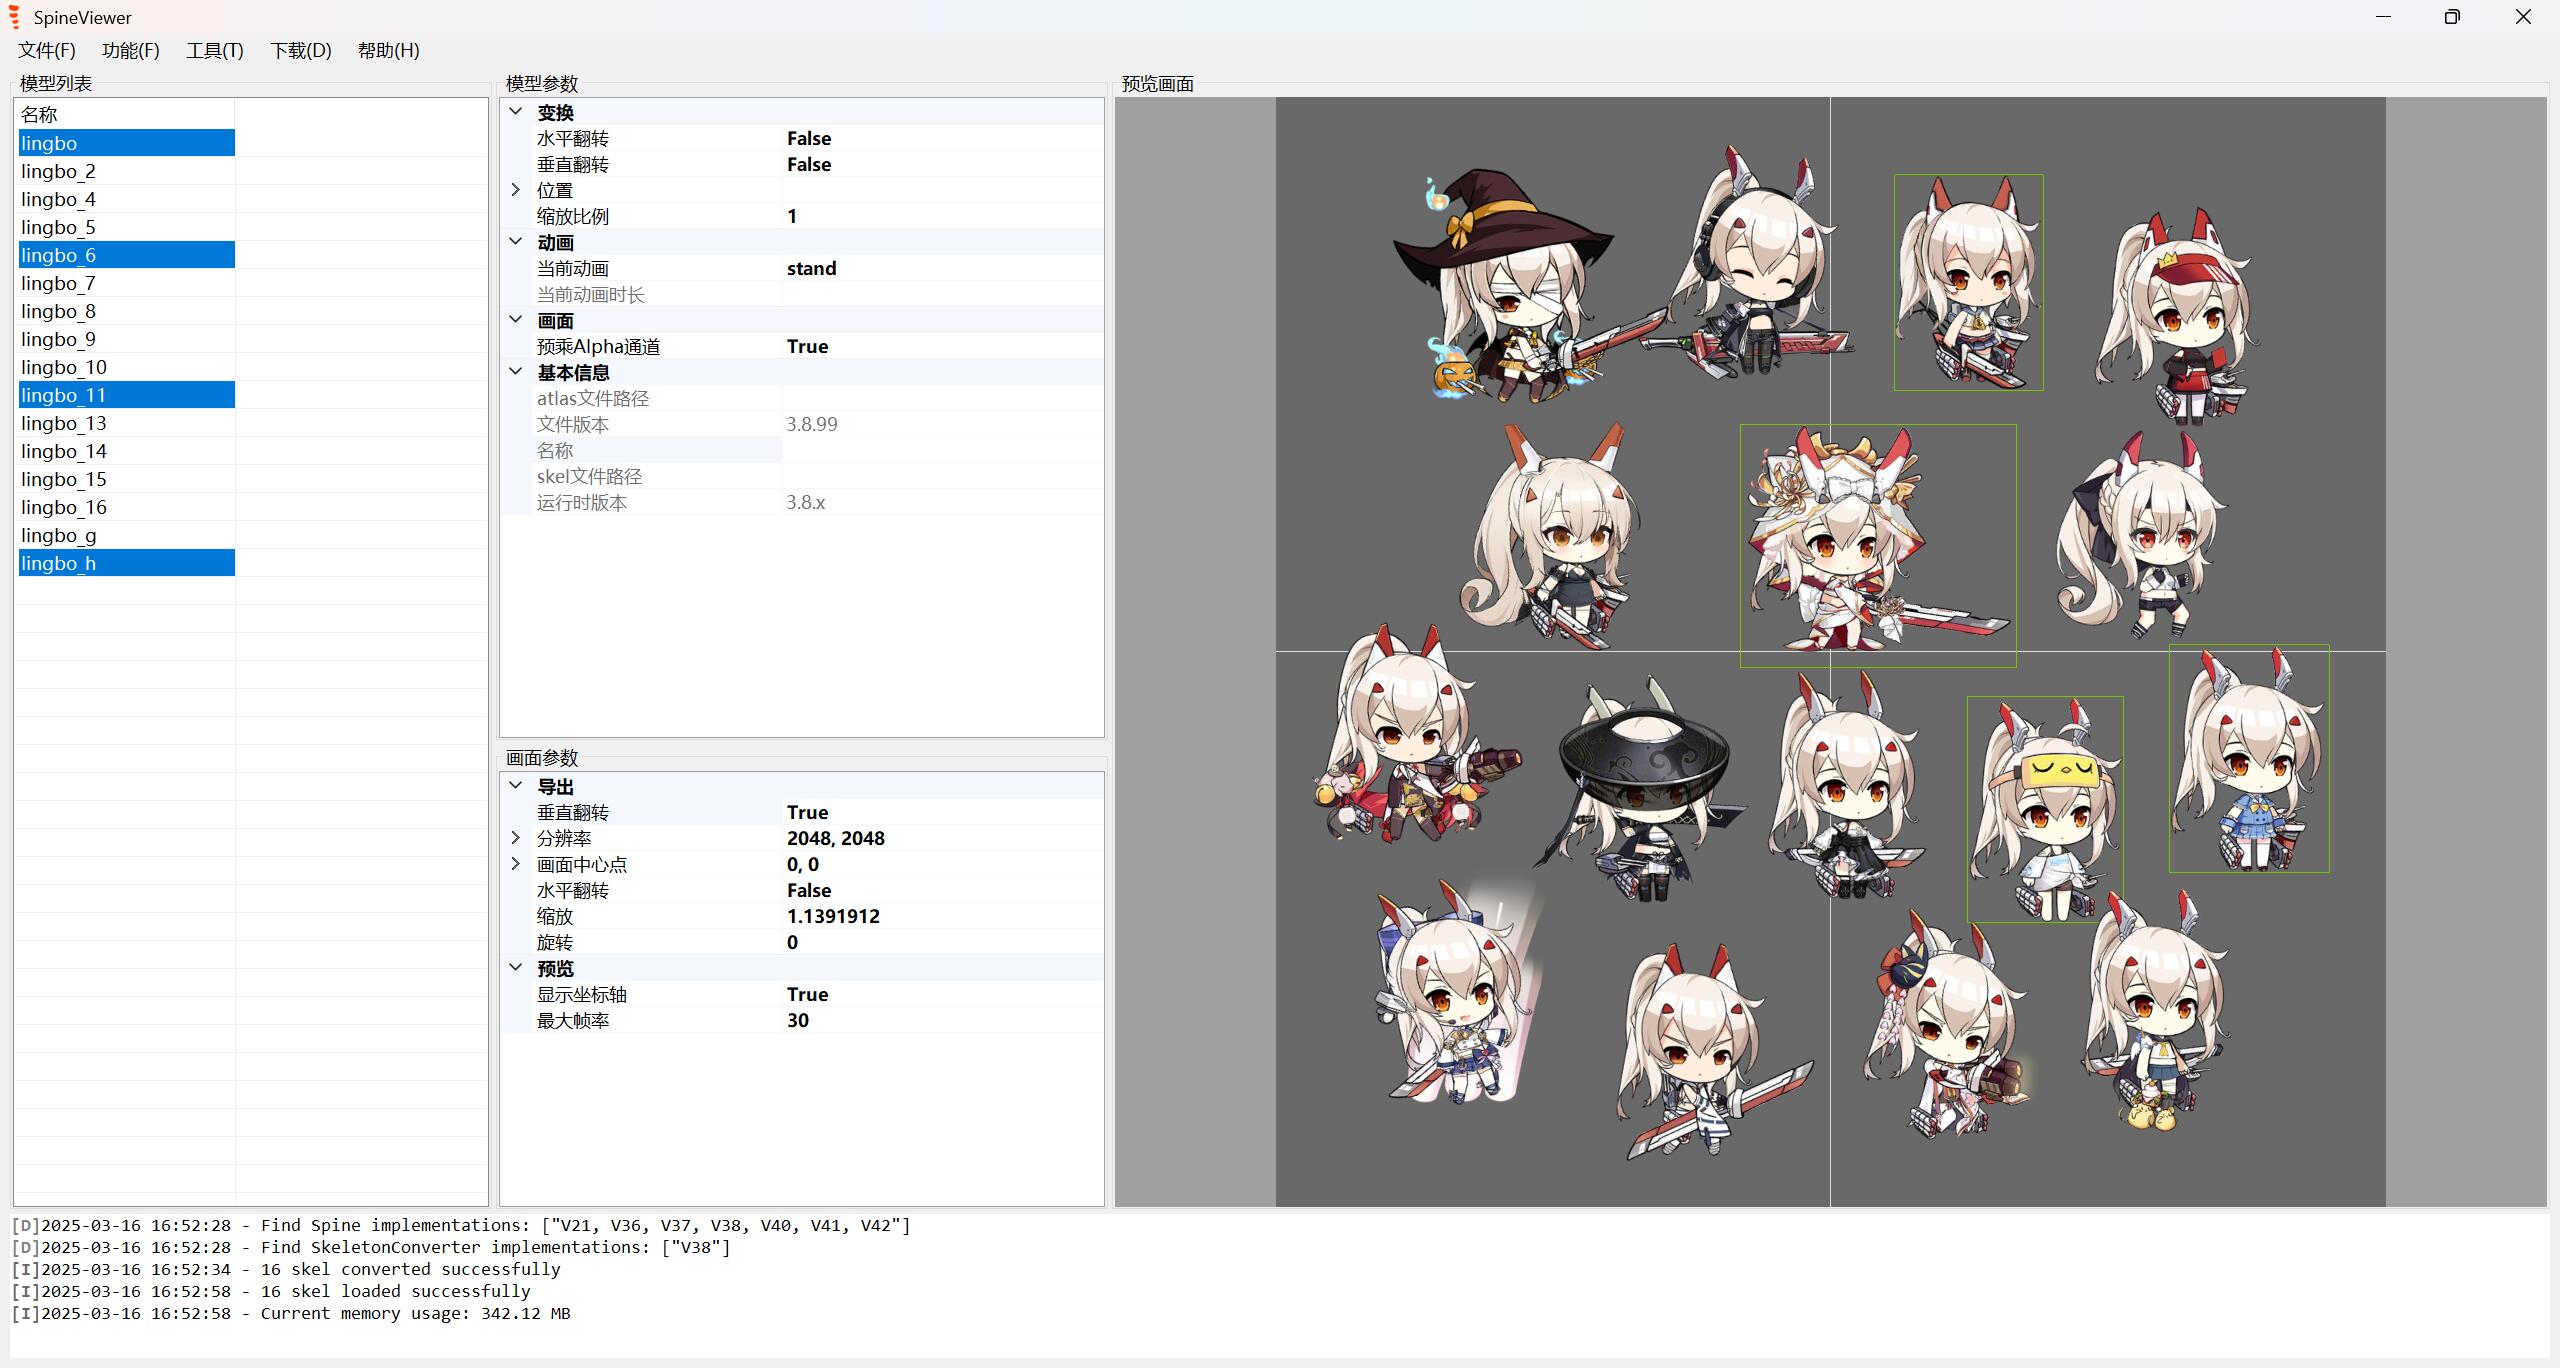 SpineViewer
文件(F) 功能(F) 工具(T) 下载(D) 帮助(H)
模型列表
名称
lingbo
lingbo_2
lingbo_4
lingbo_5
lingbo_6
lingbo_7
lingbo_8
lingbo_9
lingbo_10
lingbo_11
lingbo_13
lingbo_14
lingbo_15
lingbo_16
lingbo_g
lingbo_h
模型参数
变换
水平翻转 False
垂直翻转 False
位置
缩放比例 1
动画
当前动画 stand
当前动画时长
画面
预乘Alpha通道 True
基本信息
atlas文件路径
文件版本 3.8.99
名称
skel文件路径
运行时版本 3.8.x
画面参数
导出
垂直翻转 True
分辨率 2048, 2048
画面中心点 0, 0
水平翻转 False
缩放 1.1391912
旋转 0
预览
显示坐标轴 True
最大帧率 30
预览画面
[D]2025-03-16 16:52:28 - Find Spine implementations: ["V21, V36, V37, V38, V40, V41, V42"]
[D]2025-03-16 16:52:28 - Find SkeletonConverter implementations: ["V38"]
[I]2025-03-16 16:52:34 - 16 skel converted successfully
[I]2025-03-16 16:52:58 - 16 skel loaded successfully
[I]2025-03-16 16:52:58 - Current memory usage: 342.12 MB